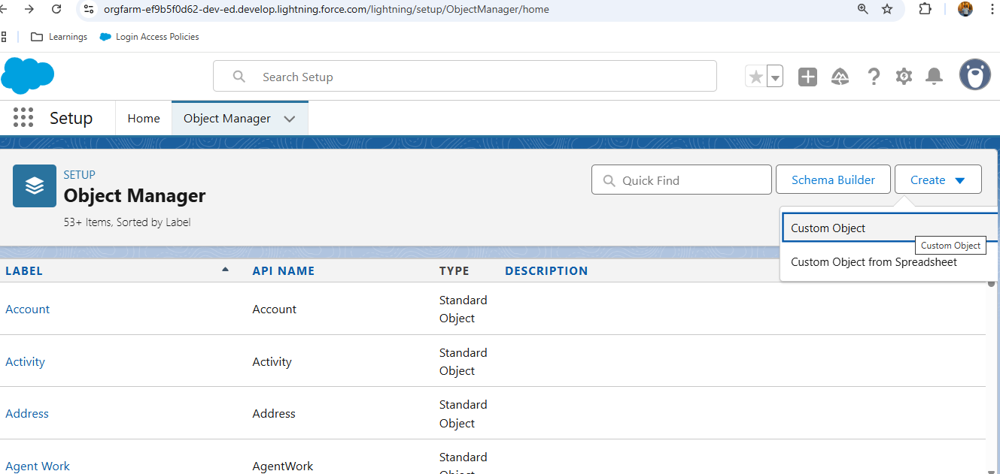 orgfarm-ef9b5f0d62-dev-ed.develop.lightning.force.com/lightning/setup/ObjectManager/home
Learnings
Login Access Policies
Search Setup
Setup
Home
Object Manager
SETUP
Object Manager
53+ Items, Sorted by Label
Quick Find
Schema Builder
Create
Custom Object
Custom Object
Custom Object from Spreadsheet
LABEL API NAME TYPE DESCRIPTION
Account Account Standard Object
Activity Activity Standard Object
Address Address Standard Object
Agent Work AgentWork Standard Object